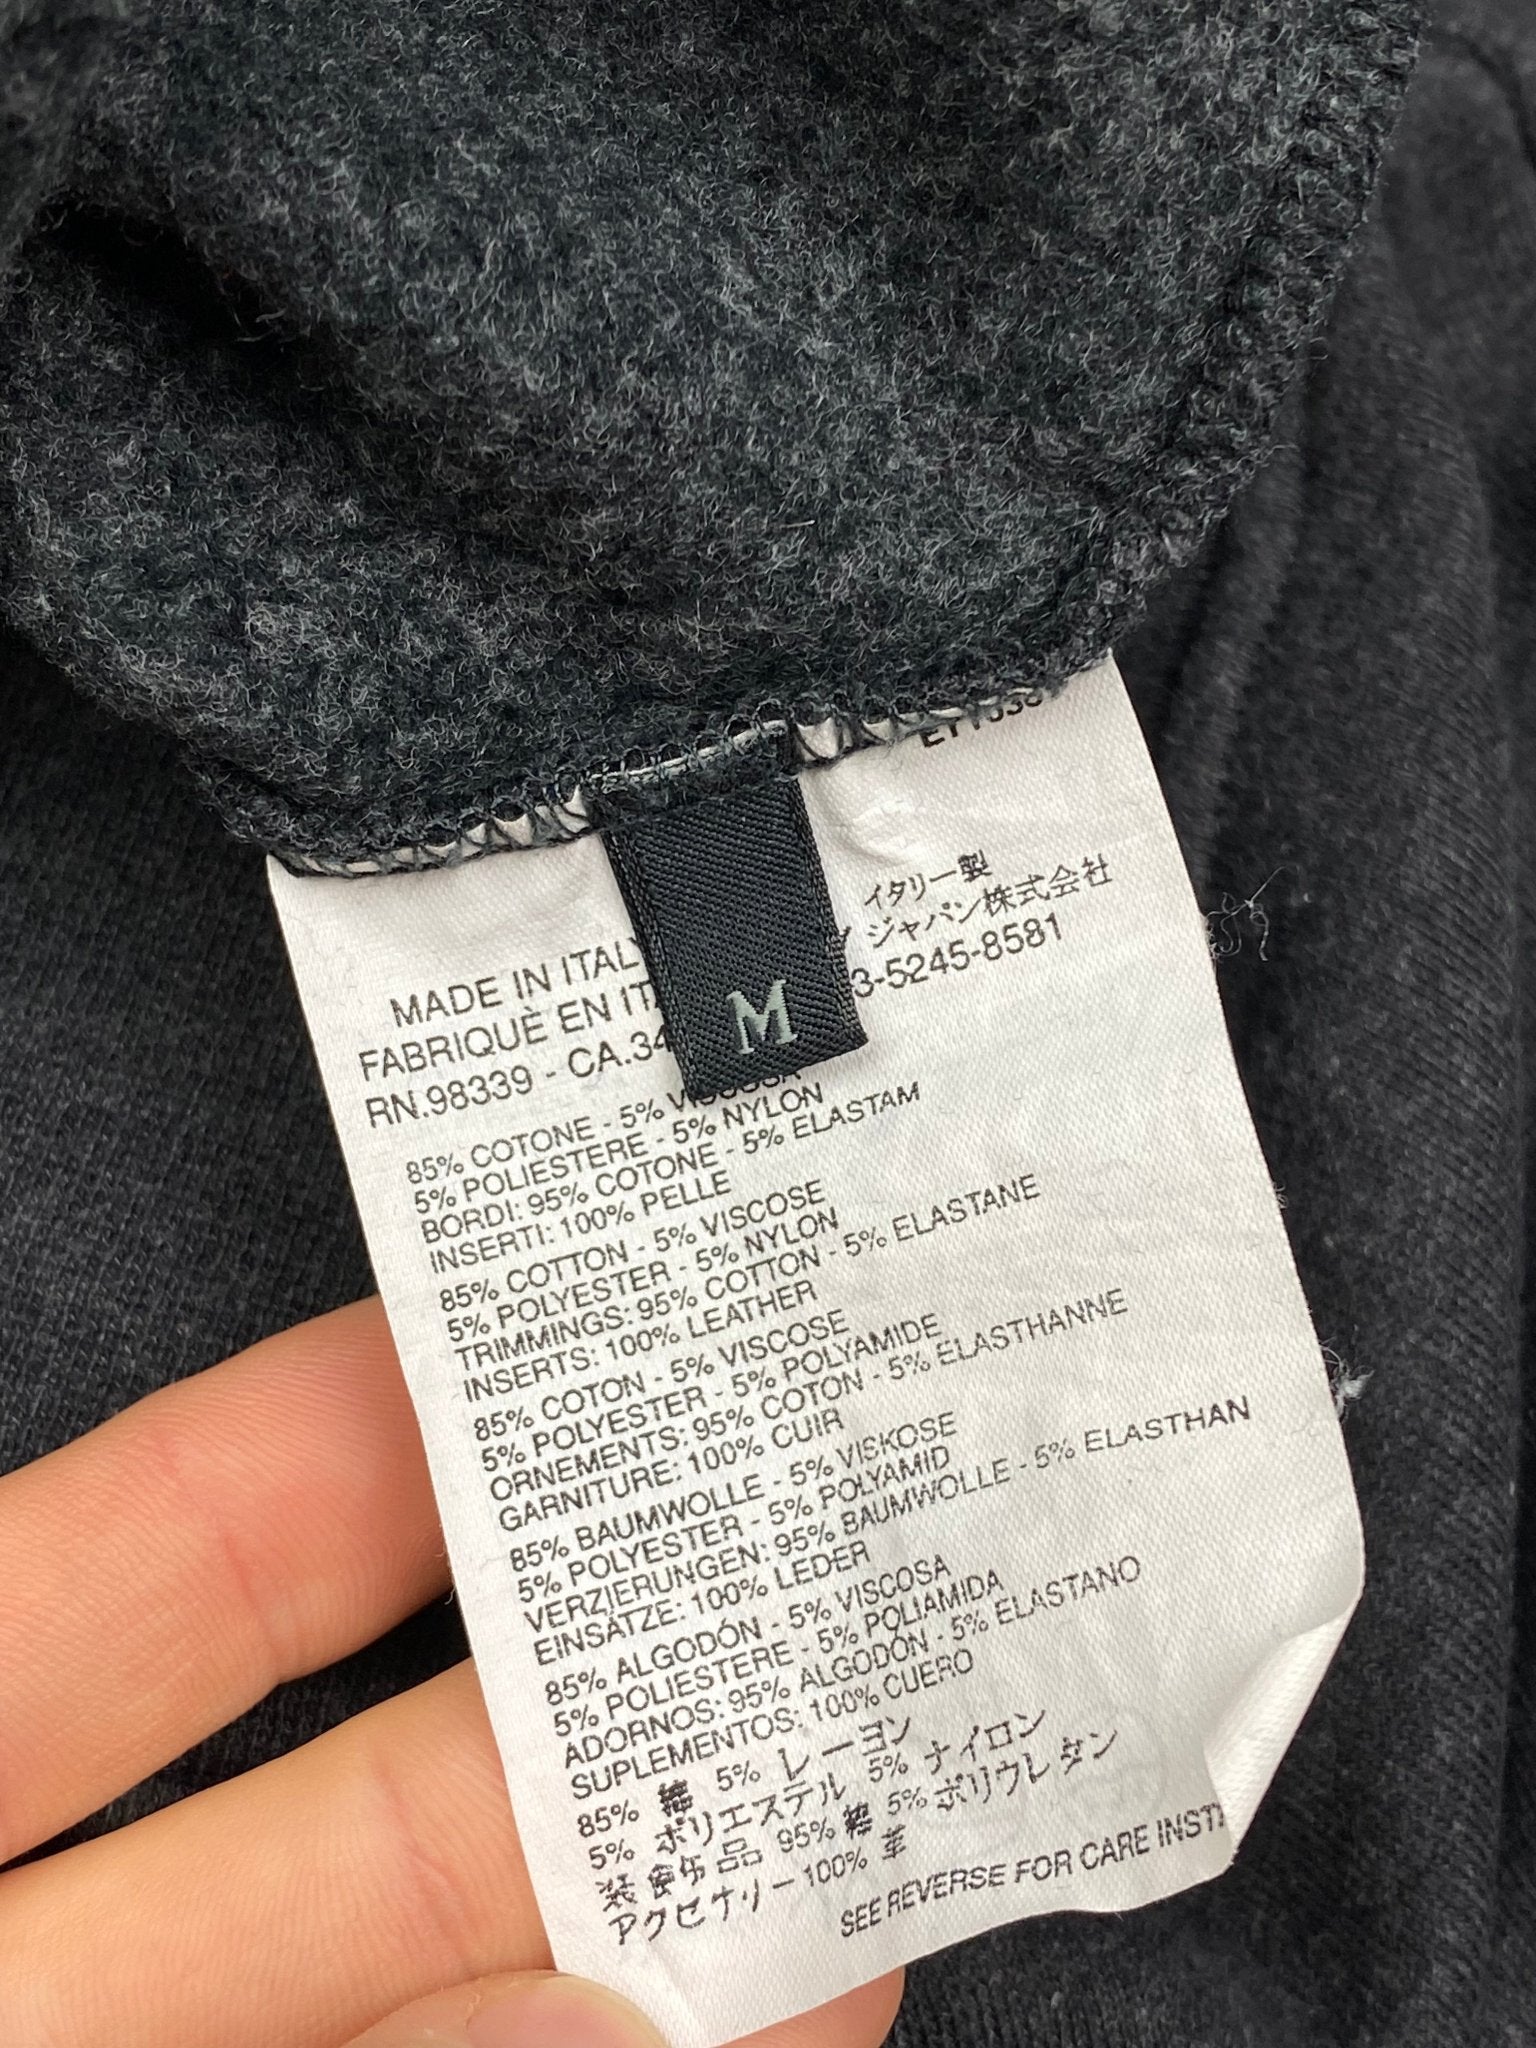 イタリー製
MADE IN ITALY
ジャパン株式会社
FABRIQUÈ EN
3-5245-8581
RN.98339 - CA.34
M
85% COTONE - 5% VISCOSA
5% POLIESTERE - 5% NYLON
BORDI: 95% COTONE - 5% ELASTAM
INSERTI: 100% PELLE
85% COTTON - 5% VISCOSE
5% POLYESTER - 5% NYLON
TRIMMINGS: 95% COTTON - 5% ELASTANE
INSERTS: 100% LEATHER
85% COTON - 5% VISCOSE
5% POLYESTER - 5% POLYAMIDE
ORNEMENTS: 95% COTON - 5% ELASTHANNE
GARNITURE: 100% CUIR
85% BAUMWOLLE - 5% VISKOSE
5% POLYESTER - 5% POLYAMID
VERZIERUNGEN: 95% BAUMWOLLE - 5% ELASTHAN
EINSÄTZE: 100% LEDER
85% ALGODÓN - 5% VISCOSA
5% POLIESTERE - 5% POLIAMIDA
ADORNOS: 95% ALGODÓN - 5% ELASTANO
SUPLEMENTOS: 100% CUERO
85% 綿 5% レーヨン
5% ポリエステル 5% ナイロン
装飾部品 95% 綿 5% ポリウレタン
アクセサリー 100% 革
SEE REVERSE FOR CARE